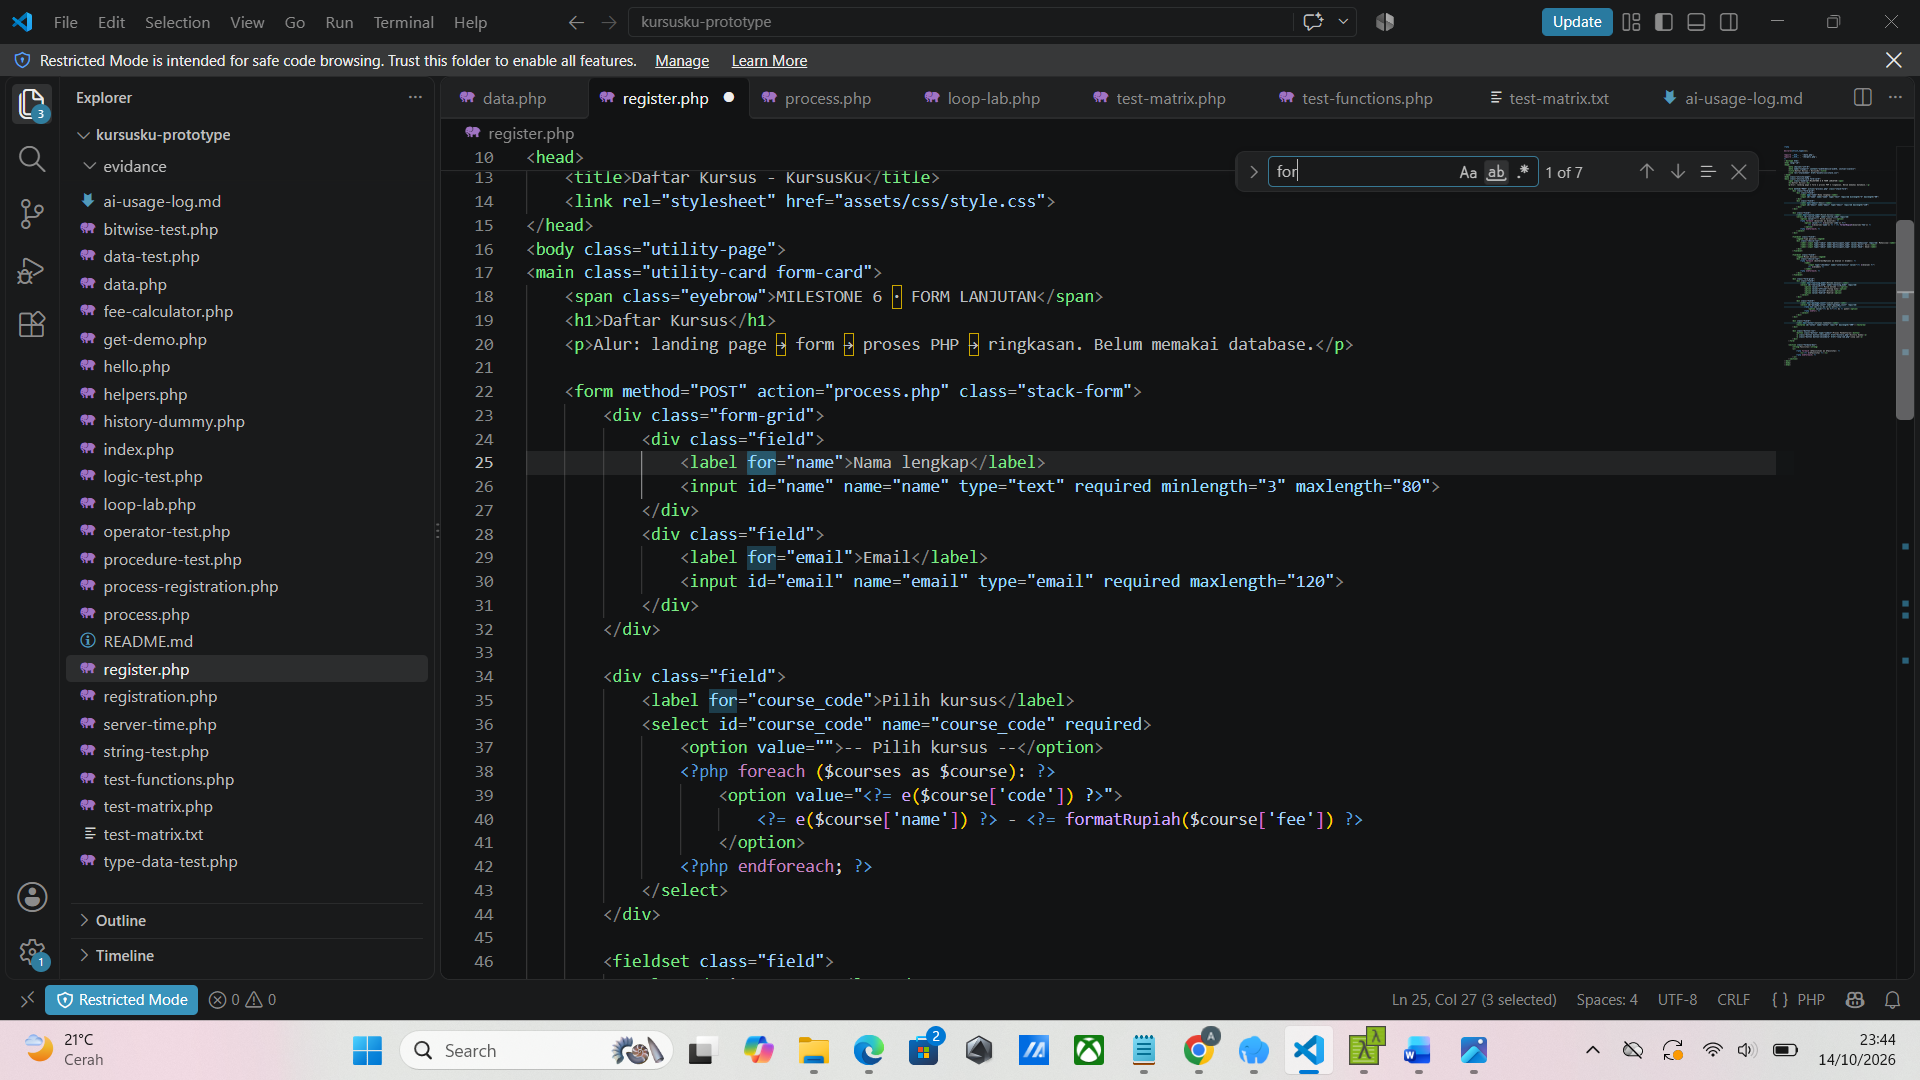 File Edit Selection View Go Run Terminal Help
kursusku-prototype
Update
Restricted Mode is intended for safe code browsing. Trust this folder to enable all features. Manage Learn More
Explorer
data.php register.php process.php loop-lab.php test-matrix.php test-functions.php test-matrix.txt ai-usage-log.md
3
kursusku-prototype
evidance
ai-usage-log.md
bitwise-test.php
data-test.php
data.php
fee-calculator.php
get-demo.php
hello.php
helpers.php
history-dummy.php
index.php
logic-test.php
loop-lab.php
operator-test.php
procedure-test.php
process-registration.php
process.php
README.md
register.php
registration.php
server-time.php
string-test.php
test-functions.php
test-matrix.php
test-matrix.txt
type-data-test.php
Outline
Timeline
1
register.php
for Aa ab .* 1 of 7
10 <head>
13 <title>Daftar Kursus - KursusKu</title>
14 <link rel="stylesheet" href="assets/css/style.css">
15 </head>
16 <body class="utility-page">
17 <main class="utility-card form-card">
18 <span class="eyebrow">MILESTONE 6 · FORM LANJUTAN</span>
19 <h1>Daftar Kursus</h1>
20 <p>Alur: landing page → form → proses PHP → ringkasan. Belum memakai database.</p>
21
22 <form method="POST" action="process.php" class="stack-form">
23 <div class="form-grid">
24 <div class="field">
25 <label for="name">Nama lengkap</label>
26 <input id="name" name="name" type="text" required minlength="3" maxlength="80">
27 </div>
28 <div class="field">
29 <label for="email">Email</label>
30 <input id="email" name="email" type="email" required maxlength="120">
31 </div>
32 </div>
33
34 <div class="field">
35 <label for="course_code">Pilih kursus</label>
36 <select id="course_code" name="course_code" required>
37 <option value="">-- Pilih kursus --</option>
38 <?php foreach ($courses as $course): ?>
39 <option value="<?= e($course['code']) ?>">
40 <?= e($course['name']) ?> - <?= formatRupiah($course['fee']) ?>
41 </option>
42 <?php endforeach; ?>
43 </select>
44 </div>
45
46 <fieldset class="field">
Restricted Mode 0 0 Ln 25, Col 27 (3 selected) Spaces: 4 UTF-8 CRLF { } PHP
21°C
Cerah
Search
2
A
23:44
14/10/2026